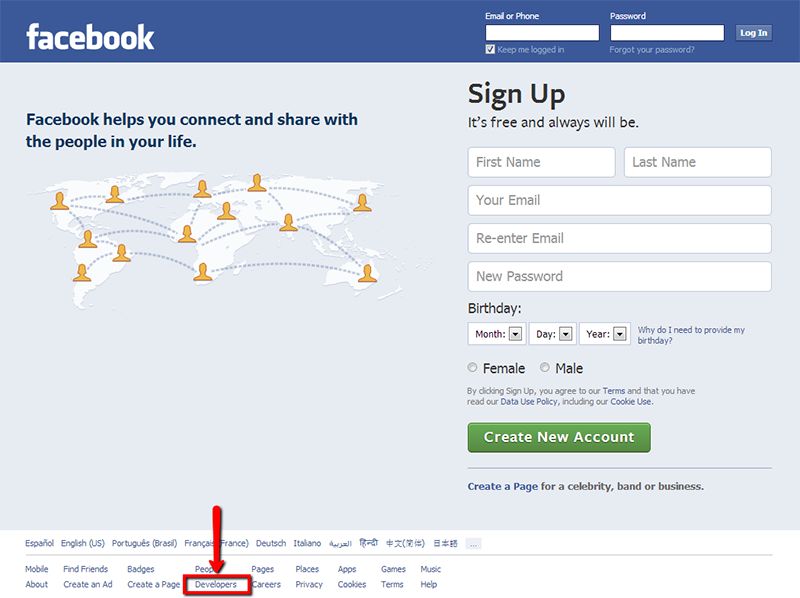 facebook
Email or Phone
Password
Log In
Keep me logged in
Forgot your password?
Facebook helps you connect and share with
the people in your life.
Sign Up
It's free and always will be.
First Name
Last Name
Your Email
Re-enter Email
New Password
Birthday:
Month:
Day:
Year:
Why do I need to provide my
birthday?
Female
Male
By clicking Sign Up, you agree to our Terms and that you have
read our Data Use Policy, including our Cookie Use.
Create New Account
Create a Page for a celebrity, band or business.
Español English (US) Português (Brasil) Français (France) Deutsch Italiano العربية हिन्दी 中文(简体) 日本語 ...
Mobile Find Friends Badges Pages Places Apps Games Music
About Create an Ad Create a Page Developers Careers Privacy Cookies Terms Help